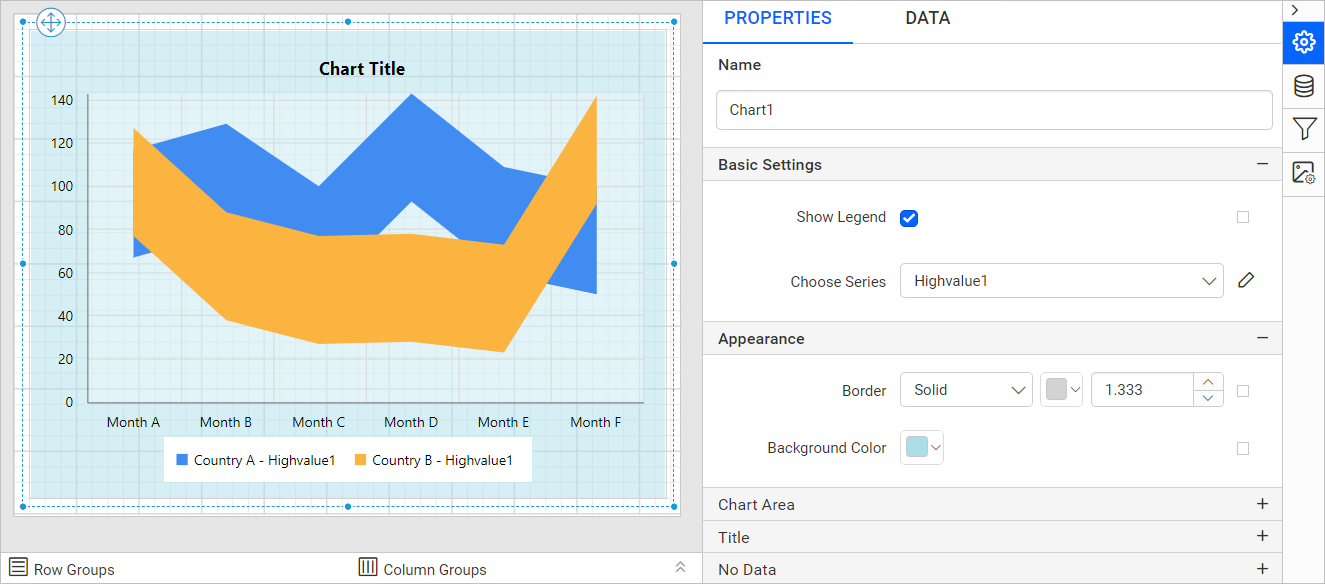 Chart Title
140
120
100
80
60
40
20
0
Month A Month B Month C Month D Month E Month F
Country A - Highvalue1 Country B - Highvalue1
Row Groups Column Groups
PROPERTIES DATA
Name
Chart1
Basic Settings
Show Legend
Choose Series Highvalue1
Appearance
Border Solid 1.333
Background Color
Chart Area
Title
No Data